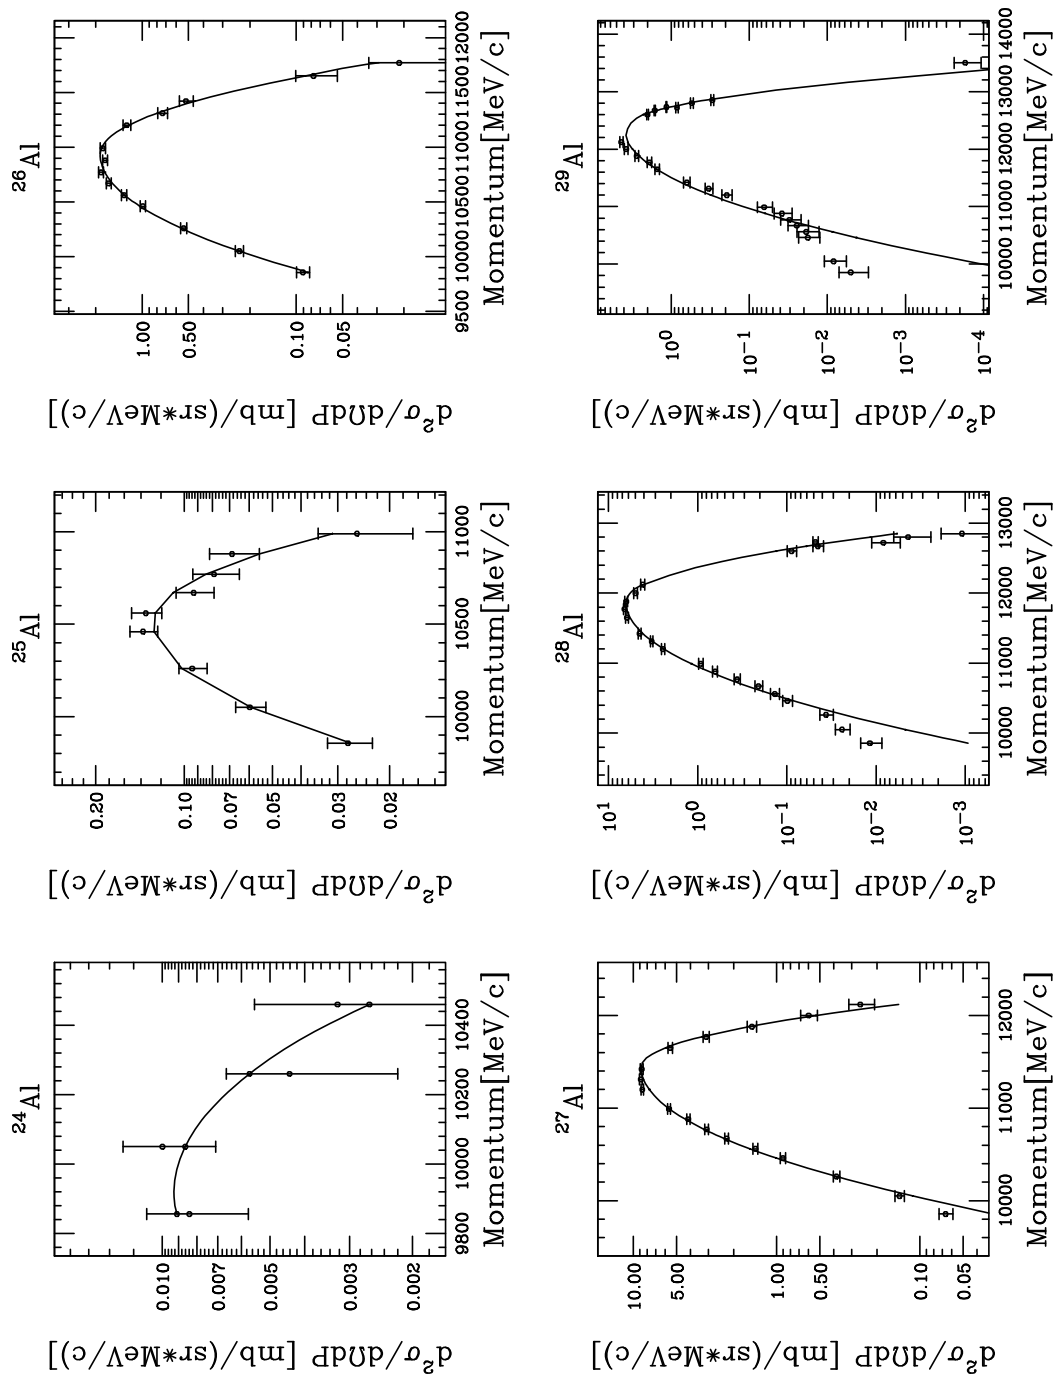 ²⁴Al
d²σ/dΩdP [mb/(sr*MeV/c)]
0.010
0.007
0.005
0.003
0.002
9800 10000 10200 10400
Momentum[MeV/c]
²⁵Al
d²σ/dΩdP [mb/(sr*MeV/c)]
0.20
0.10
0.07
0.05
0.03
0.02
10000 10500 11000
Momentum[MeV/c]
²⁶Al
d²σ/dΩdP [mb/(sr*MeV/c)]
1.00
0.50
0.10
0.05
9500 10000 10500 11000 11500 12000
Momentum[MeV/c]
²⁷Al
d²σ/dΩdP [mb/(sr*MeV/c)]
10.00
5.00
1.00
0.50
0.10
0.05
10000 11000 12000
Momentum[MeV/c]
²⁸Al
d²σ/dΩdP [mb/(sr*MeV/c)]
10¹
10⁰
10⁻¹
10⁻²
10⁻³
10000 11000 12000 13000
Momentum[MeV/c]
²⁹Al
d²σ/dΩdP [mb/(sr*MeV/c)]
10⁰
10⁻¹
10⁻²
10⁻³
10⁻⁴
10000 11000 12000 13000 14000
Momentum[MeV/c]